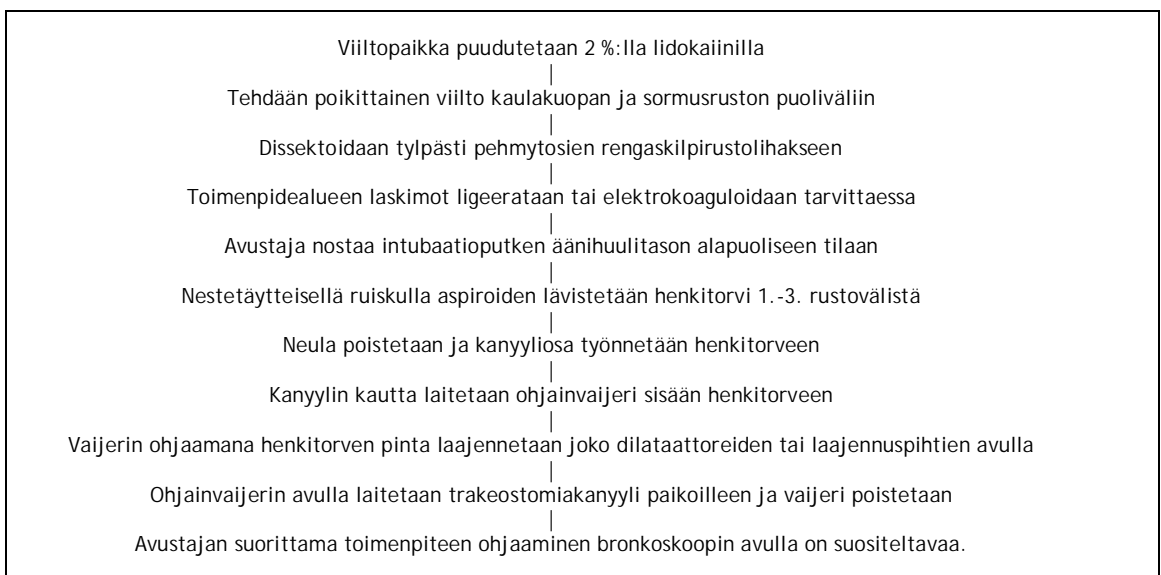 Viiltopaikka puudutetaan 2 %:lla lidokaiinilla
Tehdään poikittainen viilto kaulakuopan ja sormusruston puoliväliin
Dissektoidaan tylpästi pehmytosien rengaskilpirustolihakseen
Toimenpidealueen laskimot ligeerataan tai elektrokoaguloidaan tarvittaessa
Avustaja nostaa intubaatioputken äänihuulitason alapuoliseen tilaan
Nestetäytteisellä ruiskulla aspiroiden lävistetään henkitorvi 1.-3. rustovälistä
Neula poistetaan ja kanyyliosa työnnetään henkitorveen
Kanyylin kautta laitetaan ohjainvaijeri sisään henkitorveen
Vaijerin ohjaamana henkitorven pinta laajennetaan joko dilataattoreiden tai laajennuspihtien avulla
Ohjainvaijerin avulla laitetaan trakeostomiakanyyli paikoilleen ja vaijeri poistetaan
Avustajan suorittama toimenpiteen ohjaaminen bronkoskoopin avulla on suositeltavaa.